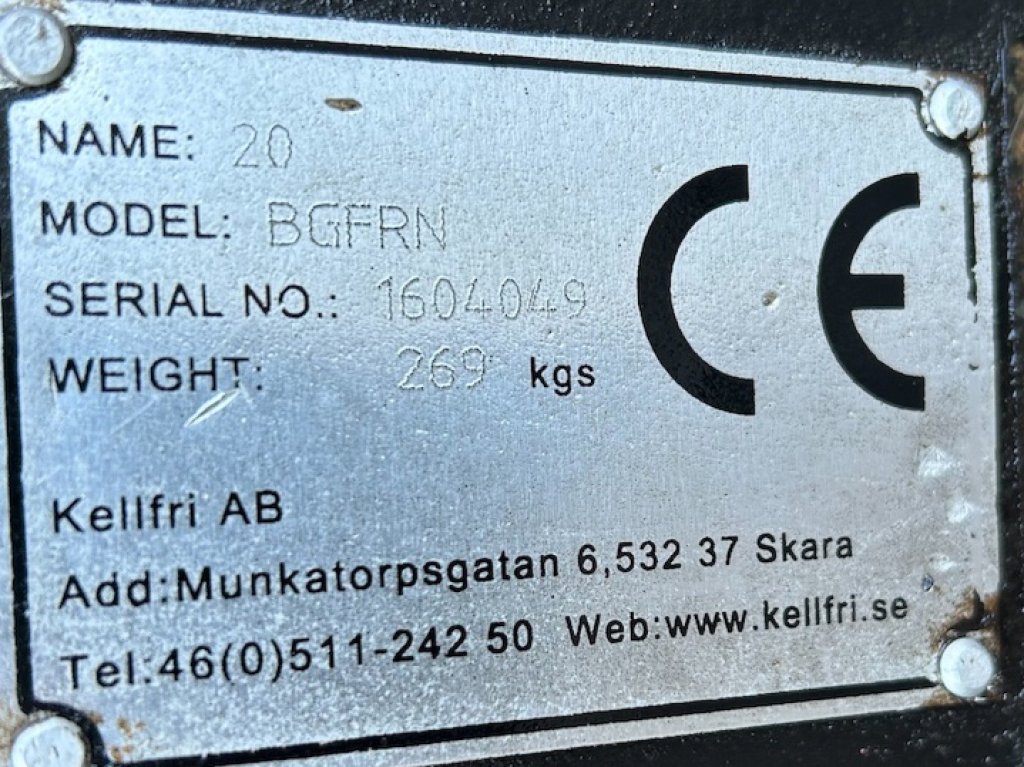 NAME: 20
MODEL: BGFRN
SERIAL NO.: 1604049
WEIGHT: 269 kgs
CE
Kellfri AB
Add:Munkatorpsgatan 6,532 37 Skara
Tel:46(0)511-242 50 Web:www.kellfri.se